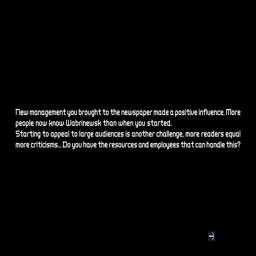 New management you brought to the newspaper made a positive influence. More
people now know Wabrinewsk than when you started.
Starting to appeal to large audiences is another challenge, more readers equal
more criticisms... Do you have the resources and employees that can handle this?